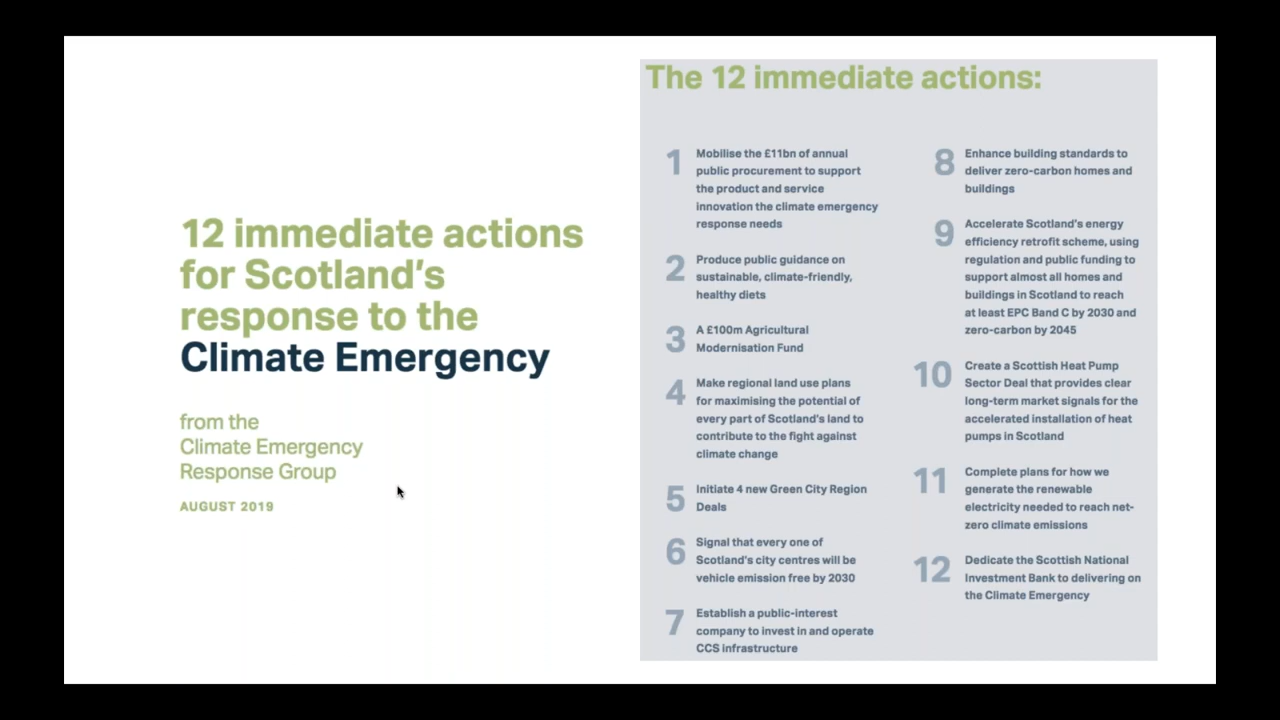 12 immediate actions
for Scotland's
response to the
Climate Emergency
from the
Climate Emergency
Response Group
AUGUST 2019
The 12 immediate actions:
1 Mobilise the £11bn of annual
public procurement to support
the product and service
innovation the climate emergency
response needs
2 Produce public guidance on
sustainable, climate-friendly,
healthy diets
3 A £100m Agricultural
Modernisation Fund
4 Make regional land use plans
for maximising the potential of
every part of Scotland's land to
contribute to the fight against
climate change
5 Initiate 4 new Green City Region
Deals
6 Signal that every one of
Scotland's city centres will be
vehicle emission free by 2030
7 Establish a public-interest
company to invest in and operate
CCS infrastructure
8 Enhance building standards to
deliver zero-carbon homes and
buildings
9 Accelerate Scotland's energy
efficiency retrofit scheme, using
regulation and public funding to
support almost all homes and
buildings in Scotland to reach
at least EPC Band C by 2030 and
zero-carbon by 2045
10 Create a Scottish Heat Pump
Sector Deal that provides clear
long-term market signals for the
accelerated installation of heat
pumps in Scotland
11 Complete plans for how we
generate the renewable
electricity needed to reach net-
zero climate emissions
12 Dedicate the Scottish National
Investment Bank to delivering on
the Climate Emergency